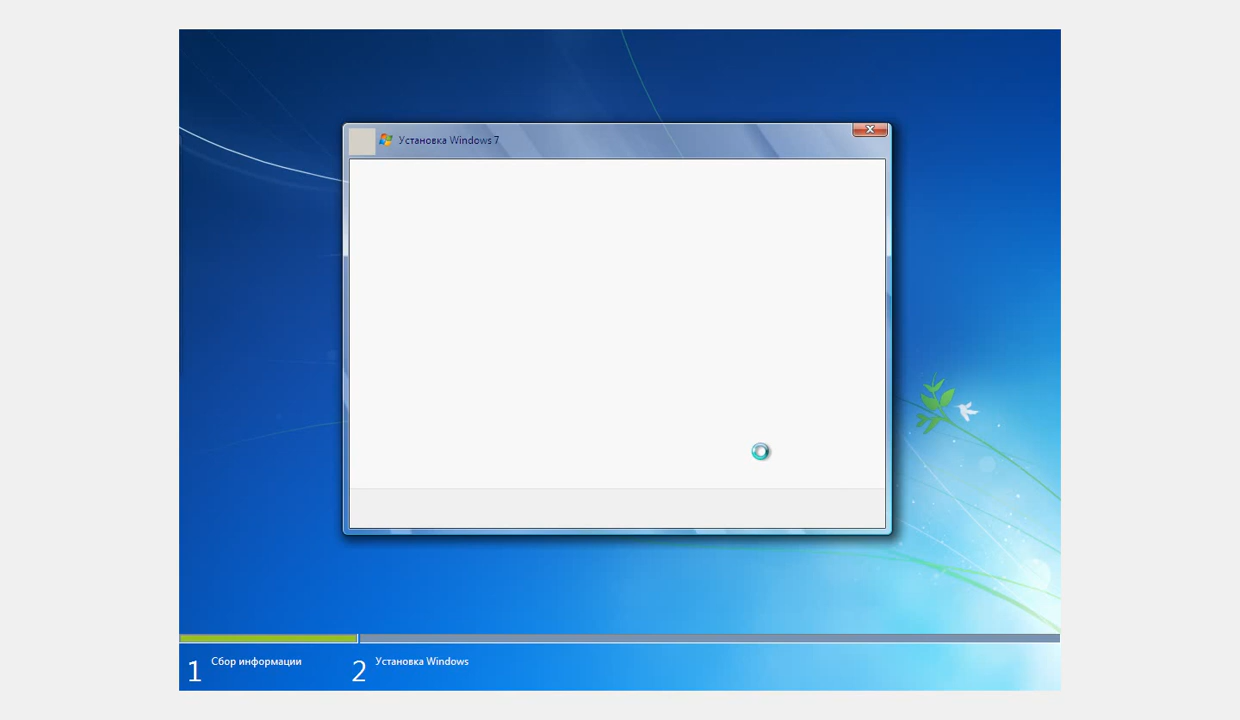 Установка Windows 7
1 Сбор информации
2 Установка Windows